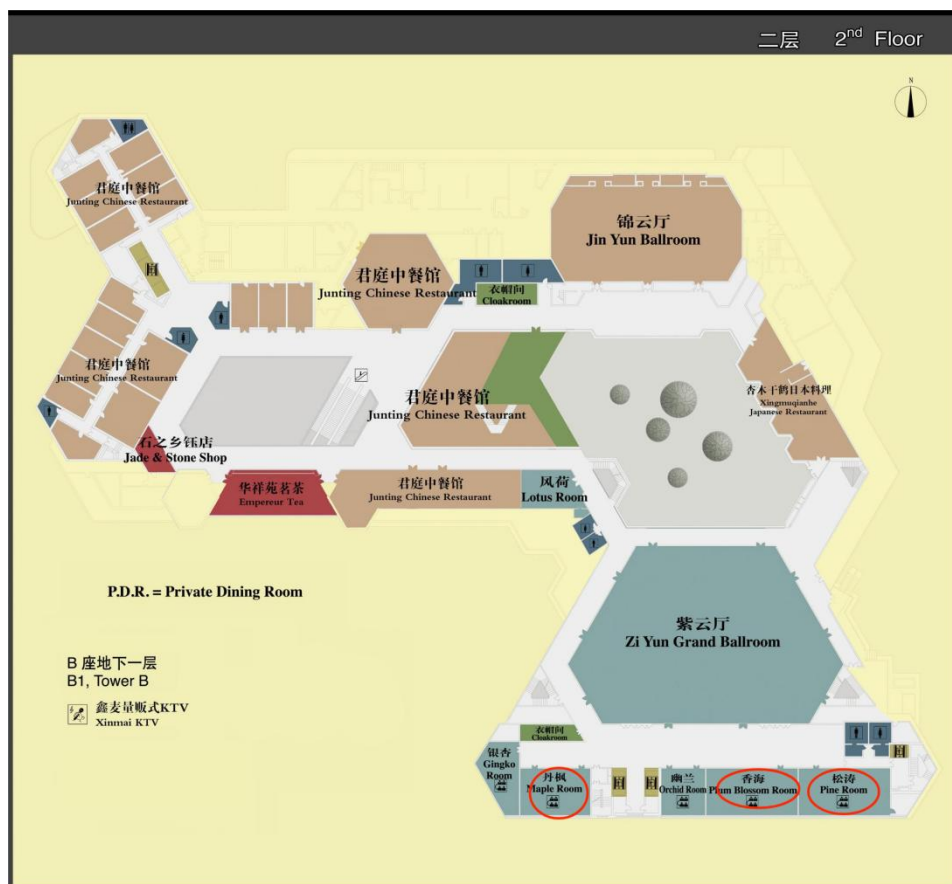 二层 2nd Floor
N
君庭中餐馆
Junting Chinese Restaurant
锦云厅
Jin Yun Ballroom
君庭中餐馆
Junting Chinese Restaurant
衣帽间
Cloakroom
君庭中餐馆
Junting Chinese Restaurant
君庭中餐馆
Junting Chinese Restaurant
杏木千鹤日本料理
Xingmuqianhe
Japanese Restaurant
石之乡钰店
Jade & Stone Shop
华祥苑茗茶
Empereur Tea
君庭中餐馆
Junting Chinese Restaurant
风荷
Lotus Room
P.D.R. = Private Dining Room
紫云厅
Zi Yun Grand Ballroom
B 座地下一层
B1, Tower B
鑫麦量贩式KTV
Xinmai KTV
衣帽间
Cloakroom
银杏
Gingko
Room
丹枫
Maple Room
幽兰
Orchid Room
香海
Plum Blossom Room
松涛
Pine Room